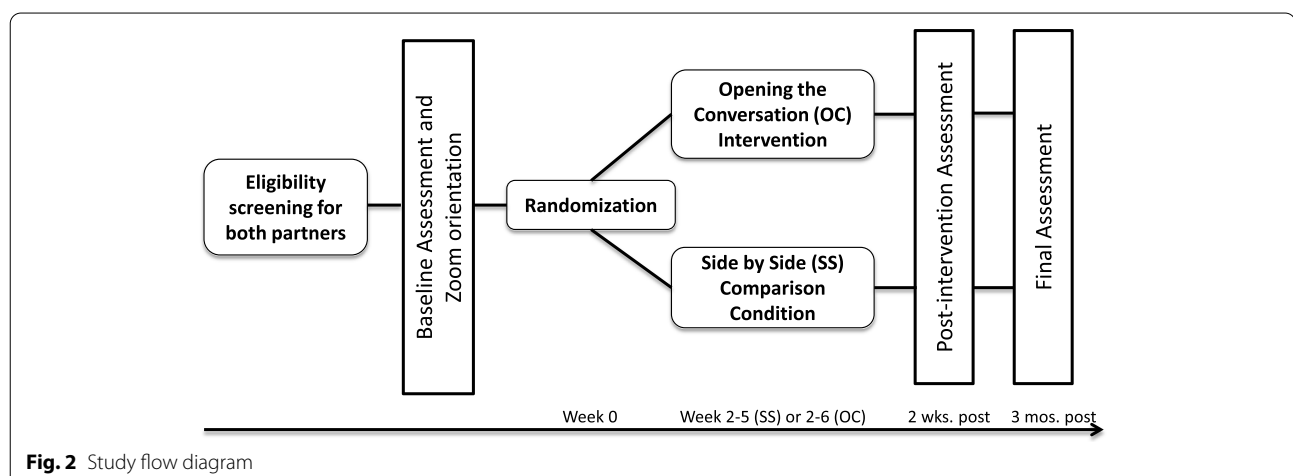 Eligibility
screening for
both partners
Baseline Assessment and
Zoom orientation
Randomization
Opening the
Conversation (OC)
Intervention
Side by Side (SS)
Comparison
Condition
Post-intervention Assessment
Final Assessment
Week 0
Week 2-5 (SS) or 2-6 (OC)
2 wks. post
3 mos. post
Fig. 2 Study flow diagram